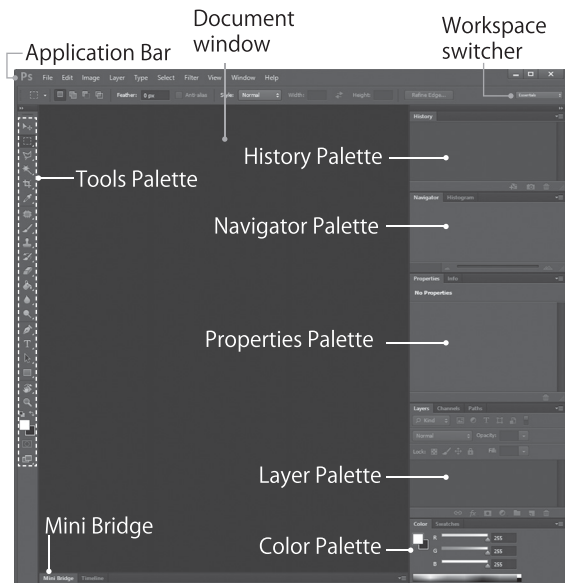 Document
window
Workspace
switcher
Application Bar
Ps File Edit Image Layer Type Select Filter View Window Help
Feather: 0 px Anti-alias Style: Normal Width: Height: Refine Edge... Essentials
History
History Palette
Tools Palette
Navigator Histogram
Navigator Palette
Properties Info
No Properties
Properties Palette
Layers Channels Paths
Kind
Normal Opacity:
Lock: Fill:
Layer Palette
Mini Bridge
Color Swatches
Color Palette
R 255
G 255
B 255
Mini Bridge Timeline